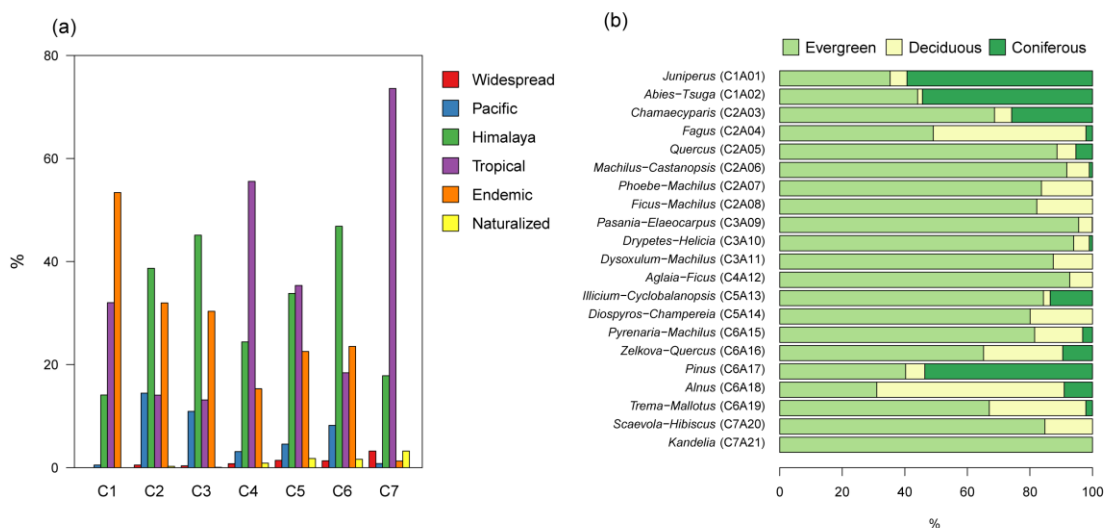 (a)
80
60
40
20
0
%
C1 C2 C3 C4 C5 C6 C7
Widespread
Pacific
Himalaya
Tropical
Endemic
Naturalized
(b)
Evergreen Deciduous Coniferous
Juniperus (C1A01)
Abies−Tsuga (C1A02)
Chamaecyparis (C2A03)
Fagus (C2A04)
Quercus (C2A05)
Machilus−Castanopsis (C2A06)
Phoebe−Machilus (C2A07)
Ficus−Machilus (C2A08)
Pasania−Elaeocarpus (C3A09)
Drypetes−Helicia (C3A10)
Dysoxulum−Machilus (C3A11)
Aglaia−Ficus (C4A12)
Illicium−Cyclobalanopsis (C5A13)
Diospyros−Champereia (C5A14)
Pyrenaria−Machilus (C6A15)
Zelkova−Quercus (C6A16)
Pinus (C6A17)
Alnus (C6A18)
Trema−Mallotus (C6A19)
Scaevola−Hibiscus (C7A20)
Kandelia (C7A21)
0 20 40 60 80 100
%